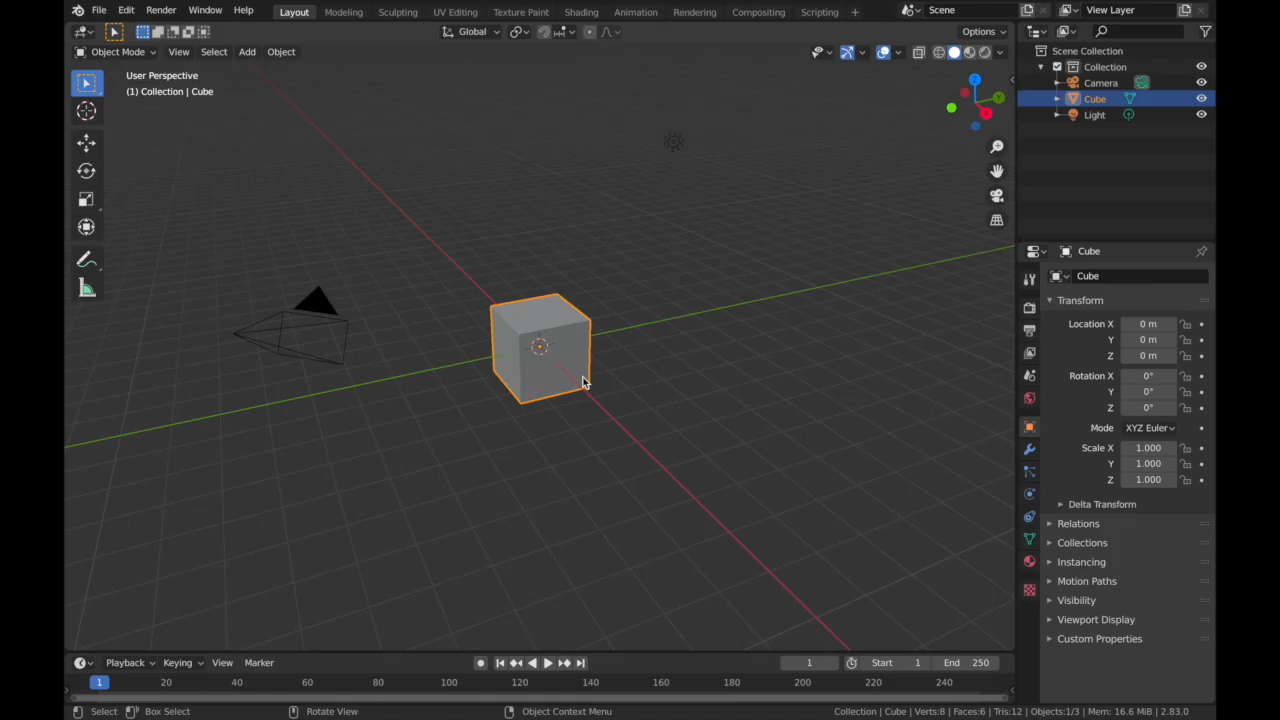 File Edit Render Window Help Layout Modeling Sculpting UV Editing Texture Paint Shading Animation Rendering Compositing Scripting + Scene View Layer
Global Options
Object Mode View Select Add Object
User Perspective
(1) Collection | Cube
Z
Y
X
Scene Collection
Collection
Camera
Cube
Light
Cube
Cube
Transform
Location X 0 m
Y 0 m
Z 0 m
Rotation X 0°
Y 0°
Z 0°
Mode XYZ Euler
Scale X 1.000
Y 1.000
Z 1.000
Delta Transform
Relations
Collections
Instancing
Motion Paths
Visibility
Viewport Display
Custom Properties
Playback Keying View Marker 1 Start 1 End 250
1 20 40 60 80 100 120 140 160 180 200 220 240
Select Box Select Rotate View Object Context Menu Collection | Cube | Verts:8 | Faces:6 | Tris:12 | Objects:1/3 | Mem: 16.6 MiB | 2.83.0